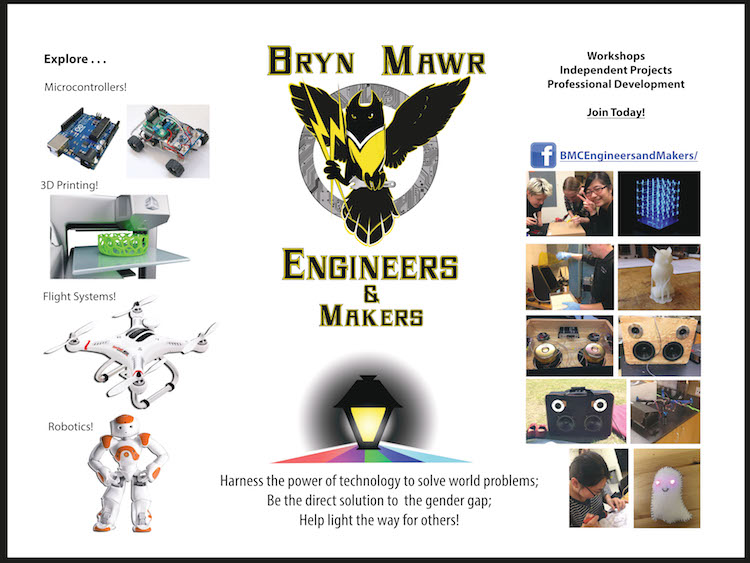 Explore . . .
Microcontrollers!
3D Printing!
Flight Systems!
Robotics!
BRYN MAWR
ENGINEERS
&
MAKERS
Harness the power of technology to solve world problems;
Be the direct solution to the gender gap;
Help light the way for others!
Workshops
Independent Projects
Professional Development
Join Today!
f BMCEngineersandMakers/